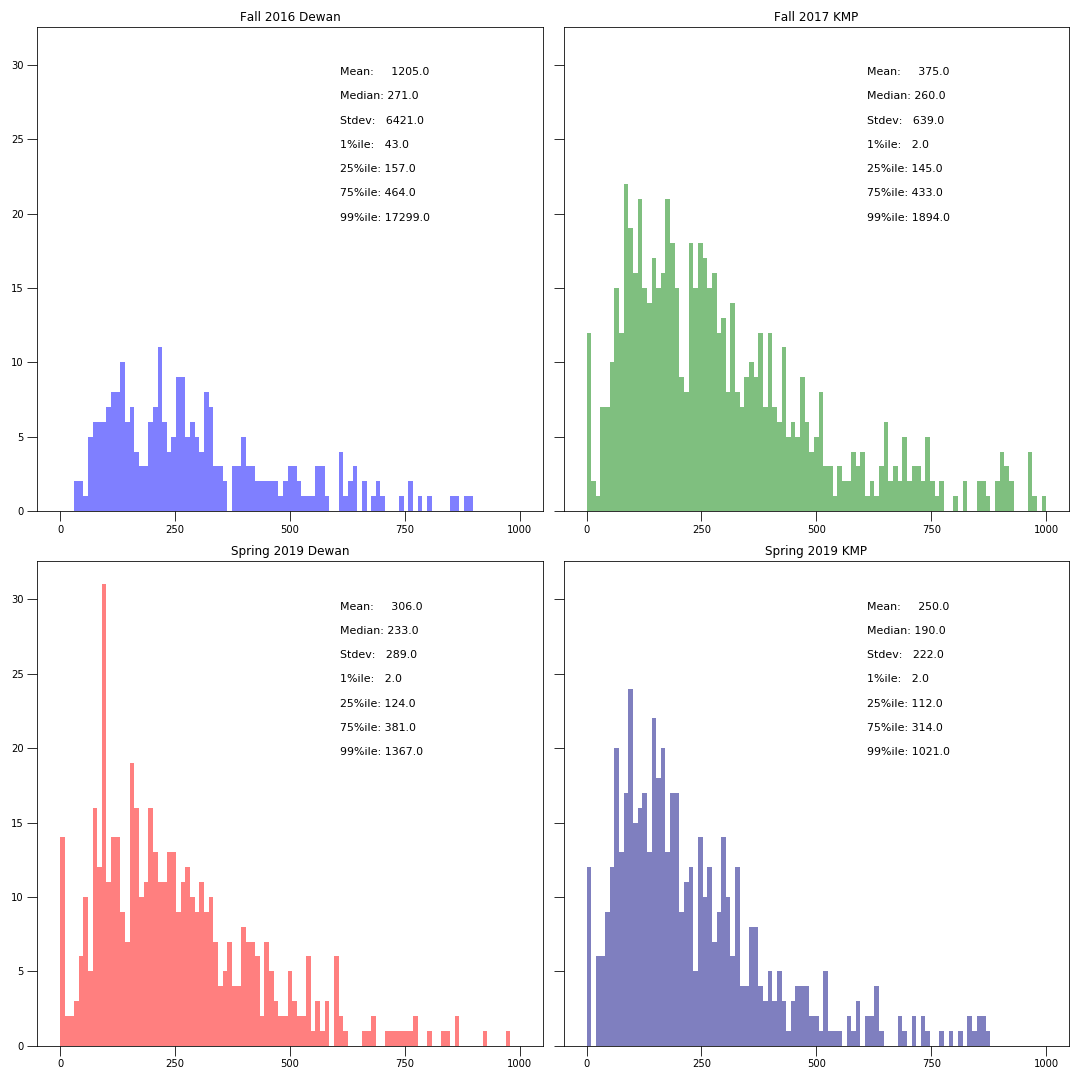 Fall 2016 Dewan
30
25
20
15
10
5
0
Mean: 1205.0
Median: 271.0
Stdev: 6421.0
1%ile: 43.0
25%ile: 157.0
75%ile: 464.0
99%ile: 17299.0
0 250 500 750 1000
Fall 2017 KMP
Mean: 375.0
Median: 260.0
Stdev: 639.0
1%ile: 2.0
25%ile: 145.0
75%ile: 433.0
99%ile: 1894.0
0 250 500 750 1000
Spring 2019 Dewan
30
25
20
15
10
5
0
Mean: 306.0
Median: 233.0
Stdev: 289.0
1%ile: 2.0
25%ile: 124.0
75%ile: 381.0
99%ile: 1367.0
0 250 500 750 1000
Spring 2019 KMP
Mean: 250.0
Median: 190.0
Stdev: 222.0
1%ile: 2.0
25%ile: 112.0
75%ile: 314.0
99%ile: 1021.0
0 250 500 750 1000